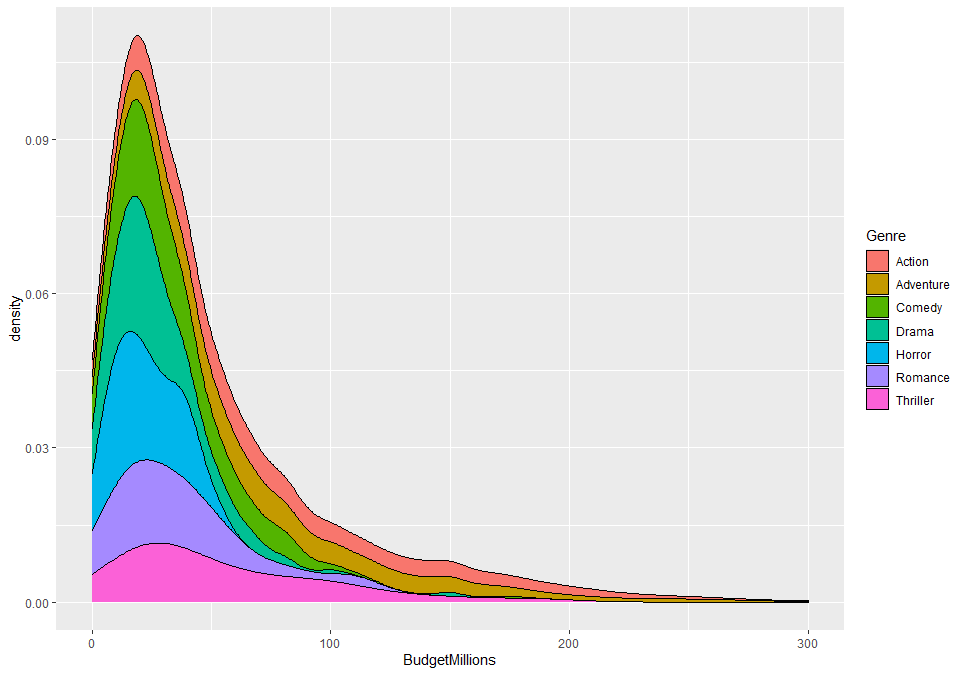 0.09
0.06
0.03
0.00
density
0
100
200
300
BudgetMillions
Genre
Action
Adventure
Comedy
Drama
Horror
Romance
Thriller